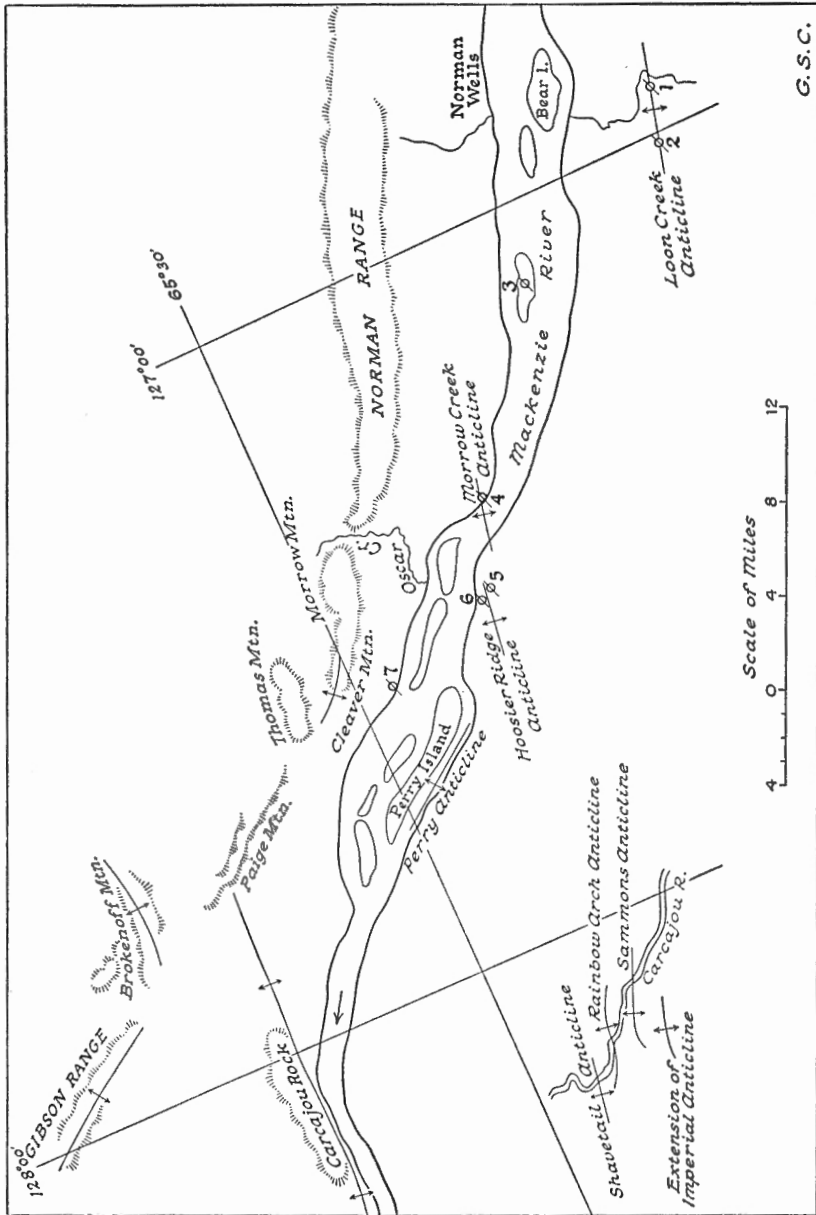 128°00'
GIBSON RANGE
Brokenoff Mtn.
Carcajou Rock
Paige Mtn.
Thomas Mtn.
Cleaver Mtn.
Morrow Mtn.
127°00'
65°30'
NORMAN RANGE
Norman
Wells
Oscar
Cr.
7
Perry Island
Perry Anticline
6
5
Hoosier Ridge
Anticline
Morrow Creek
Anticline
4
3
Mackenzie River
Bear I.
1
2
Loon Creek
Anticline
Shavetail Anticline
Rainbow Arch Anticline
Sammons Anticline
Carcajou R.
Extension of
Imperial Anticline
4 0 4 8 12
Scale of Miles
G.S.C.